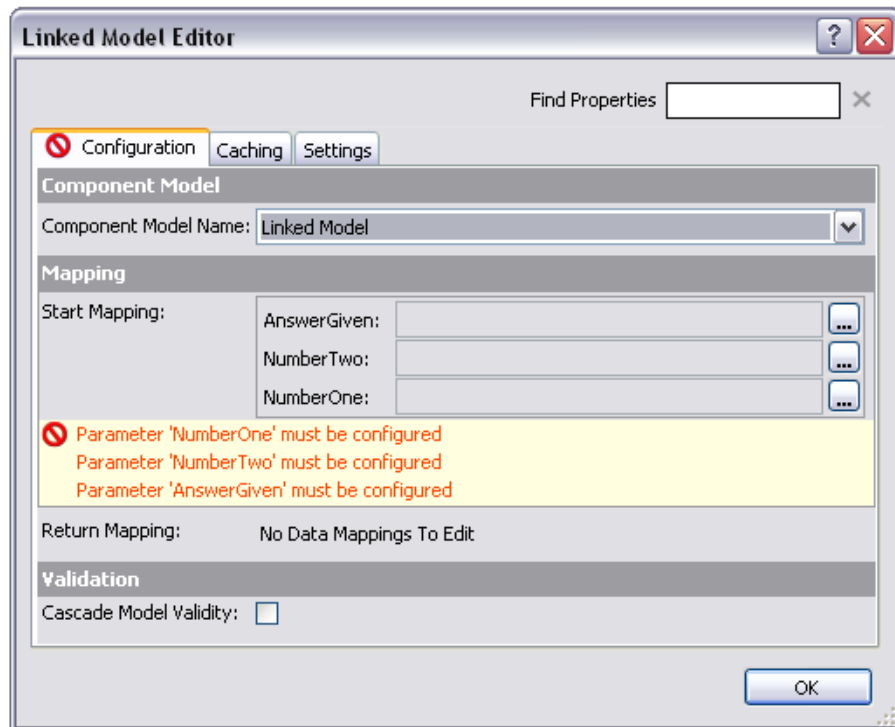 Linked Model Editor
Find Properties
Configuration Caching Settings
Component Model
Component Model Name: Linked Model
Mapping
Start Mapping:
AnswerGiven: ...
NumberTwo: ...
NumberOne: ...
Parameter 'NumberOne' must be configured
Parameter 'NumberTwo' must be configured
Parameter 'AnswerGiven' must be configured
Return Mapping: No Data Mappings To Edit
Validation
Cascade Model Validity:
OK